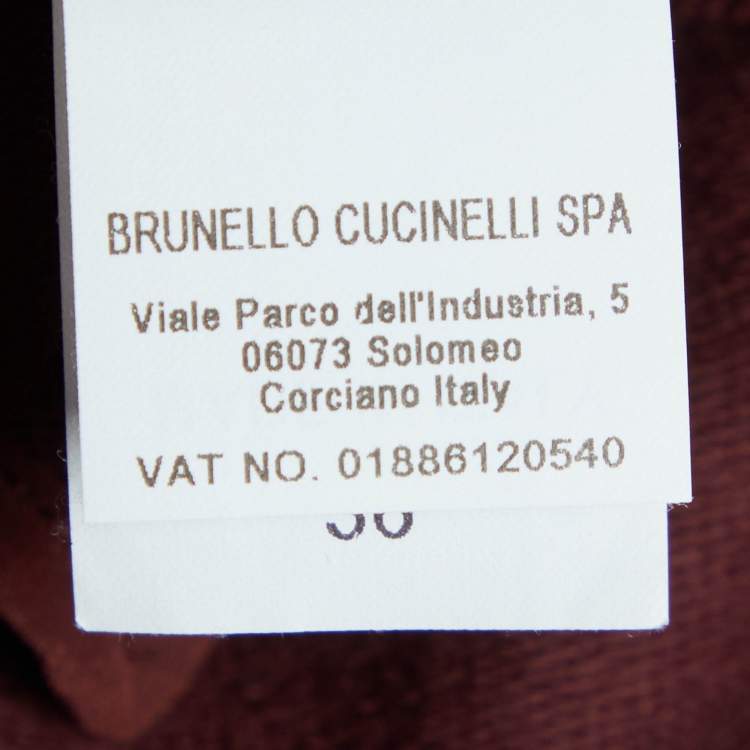 BRUNELLO CUCINELLI SPA
Viale Parco dell'Industria, 5
06073 Solomeo
Corciano Italy
VAT NO. 01886120540